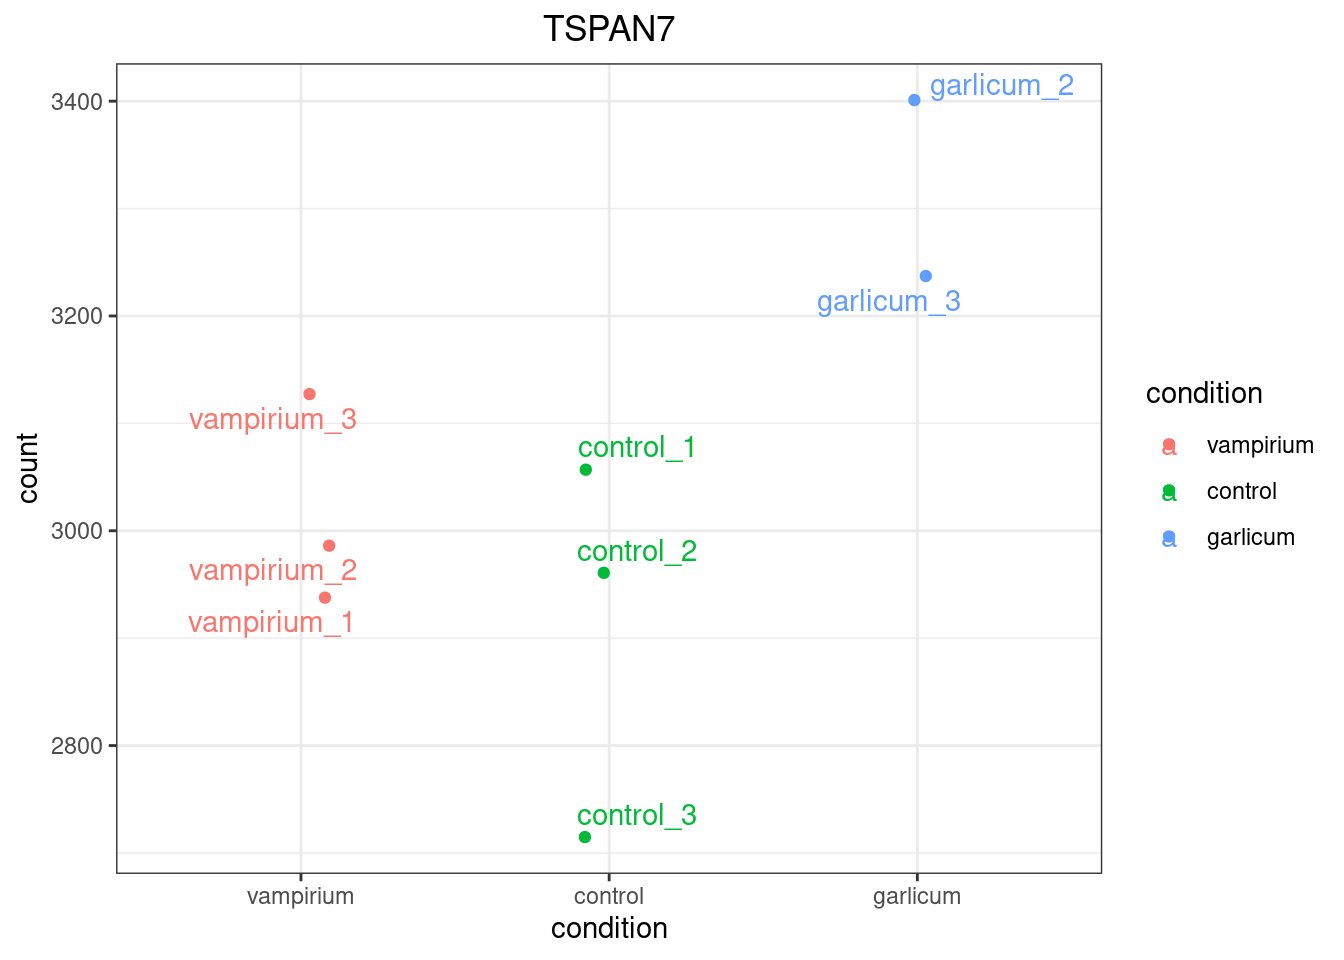 TSPAN7
3400
3200
3000
2800
count
garlicum_2
garlicum_3
vampirium_3
control_1
vampirium_2
control_2
vampirium_1
control_3
vampirium
control
garlicum
condition
condition
a vampirium
a control
a garlicum